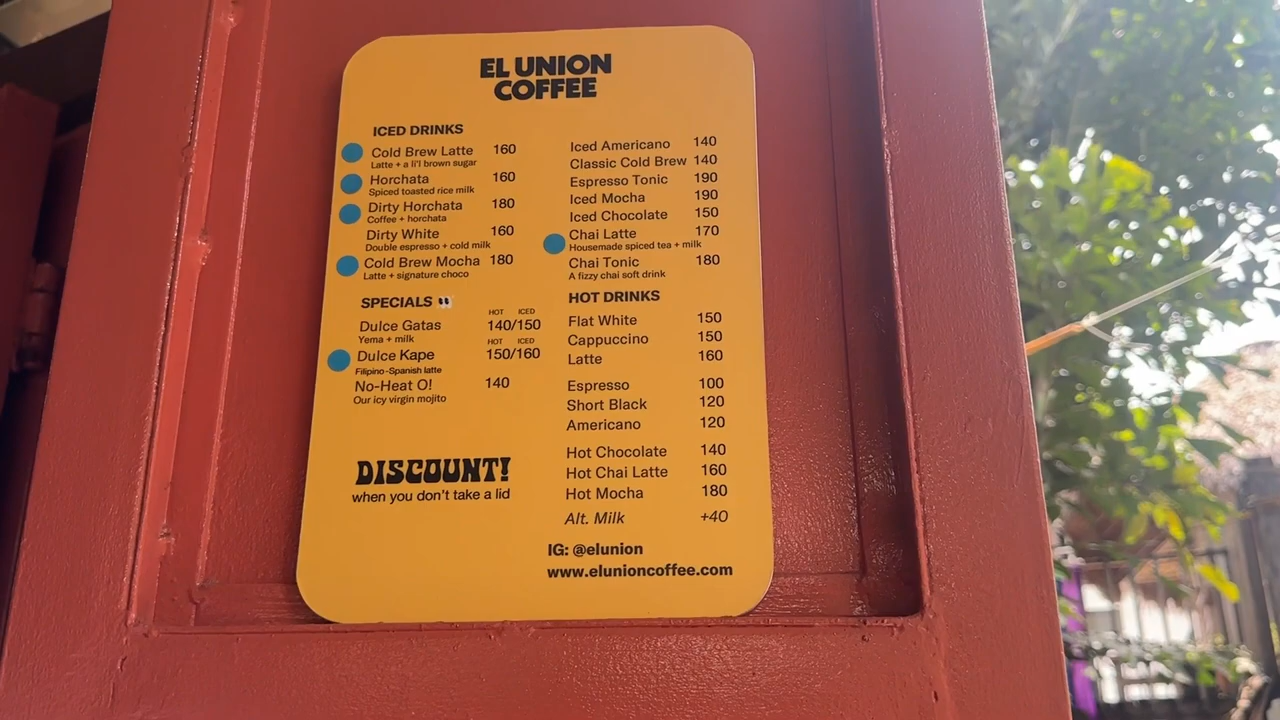 EL UNION
COFFEE
ICED DRINKS
Cold Brew Latte 160
Latte + a li'l brown sugar
Horchata 160
Spiced toasted rice milk
Dirty Horchata 180
Coffee + horchata
Dirty White 160
Double espresso + cold milk
Cold Brew Mocha 180
Latte + signature choco
SPECIALS
HOT ICED
Dulce Gatas 140/150
Yema + milk
HOT ICED
Dulce Kape 150/160
Filipino-Spanish latte
No-Heat O! 140
Our icy virgin mojito
DISCOUNT!
when you don't take a lid
Iced Americano 140
Classic Cold Brew 140
Espresso Tonic 190
Iced Mocha 190
Iced Chocolate 150
Chai Latte 170
Housemade spiced tea + milk
Chai Tonic 180
A fizzy chai soft drink
HOT DRINKS
Flat White 150
Cappuccino 150
Latte 160
Espresso 100
Short Black 120
Americano 120
Hot Chocolate 140
Hot Chai Latte 160
Hot Mocha 180
Alt. Milk +40
IG: @elunion
www.elunioncoffee.com